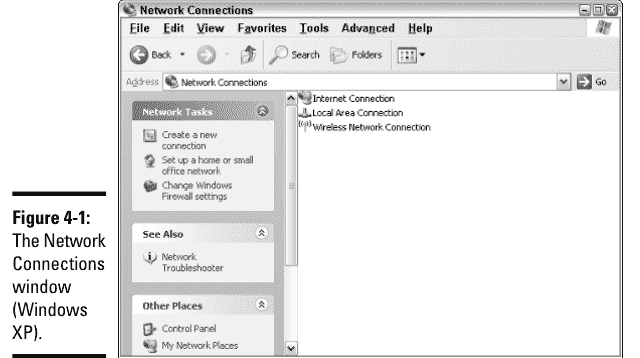 Network Connections
File Edit View Favorites Tools Advanced Help
Back Search Folders
Address Network Connections Go
Network Tasks
Create a new
connection
Set up a home or small
office network
Change Windows
Firewall settings
See Also
Network
Troubleshooter
Other Places
Control Panel
My Network Places
Internet Connection
Local Area Connection
Wireless Network Connection
Figure 4-1:
The Network
Connections
window
(Windows
XP).